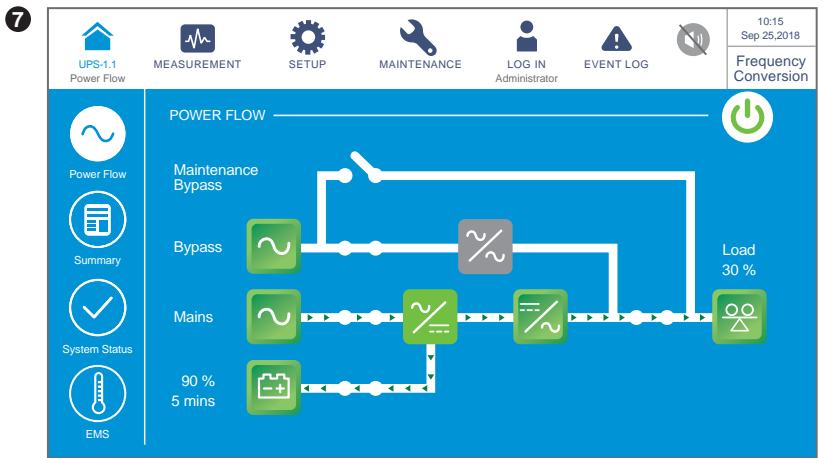 7
UPS-1.1
Power Flow
MEASUREMENT
SETUP
MAINTENANCE
LOG IN
Administrator
EVENT LOG
10:15
Sep 25,2018
Frequency
Conversion
POWER FLOW
Power Flow
Summary
System Status
EMS
Maintenance
Bypass
Bypass
Mains
90 %
5 mins
Load
30 %